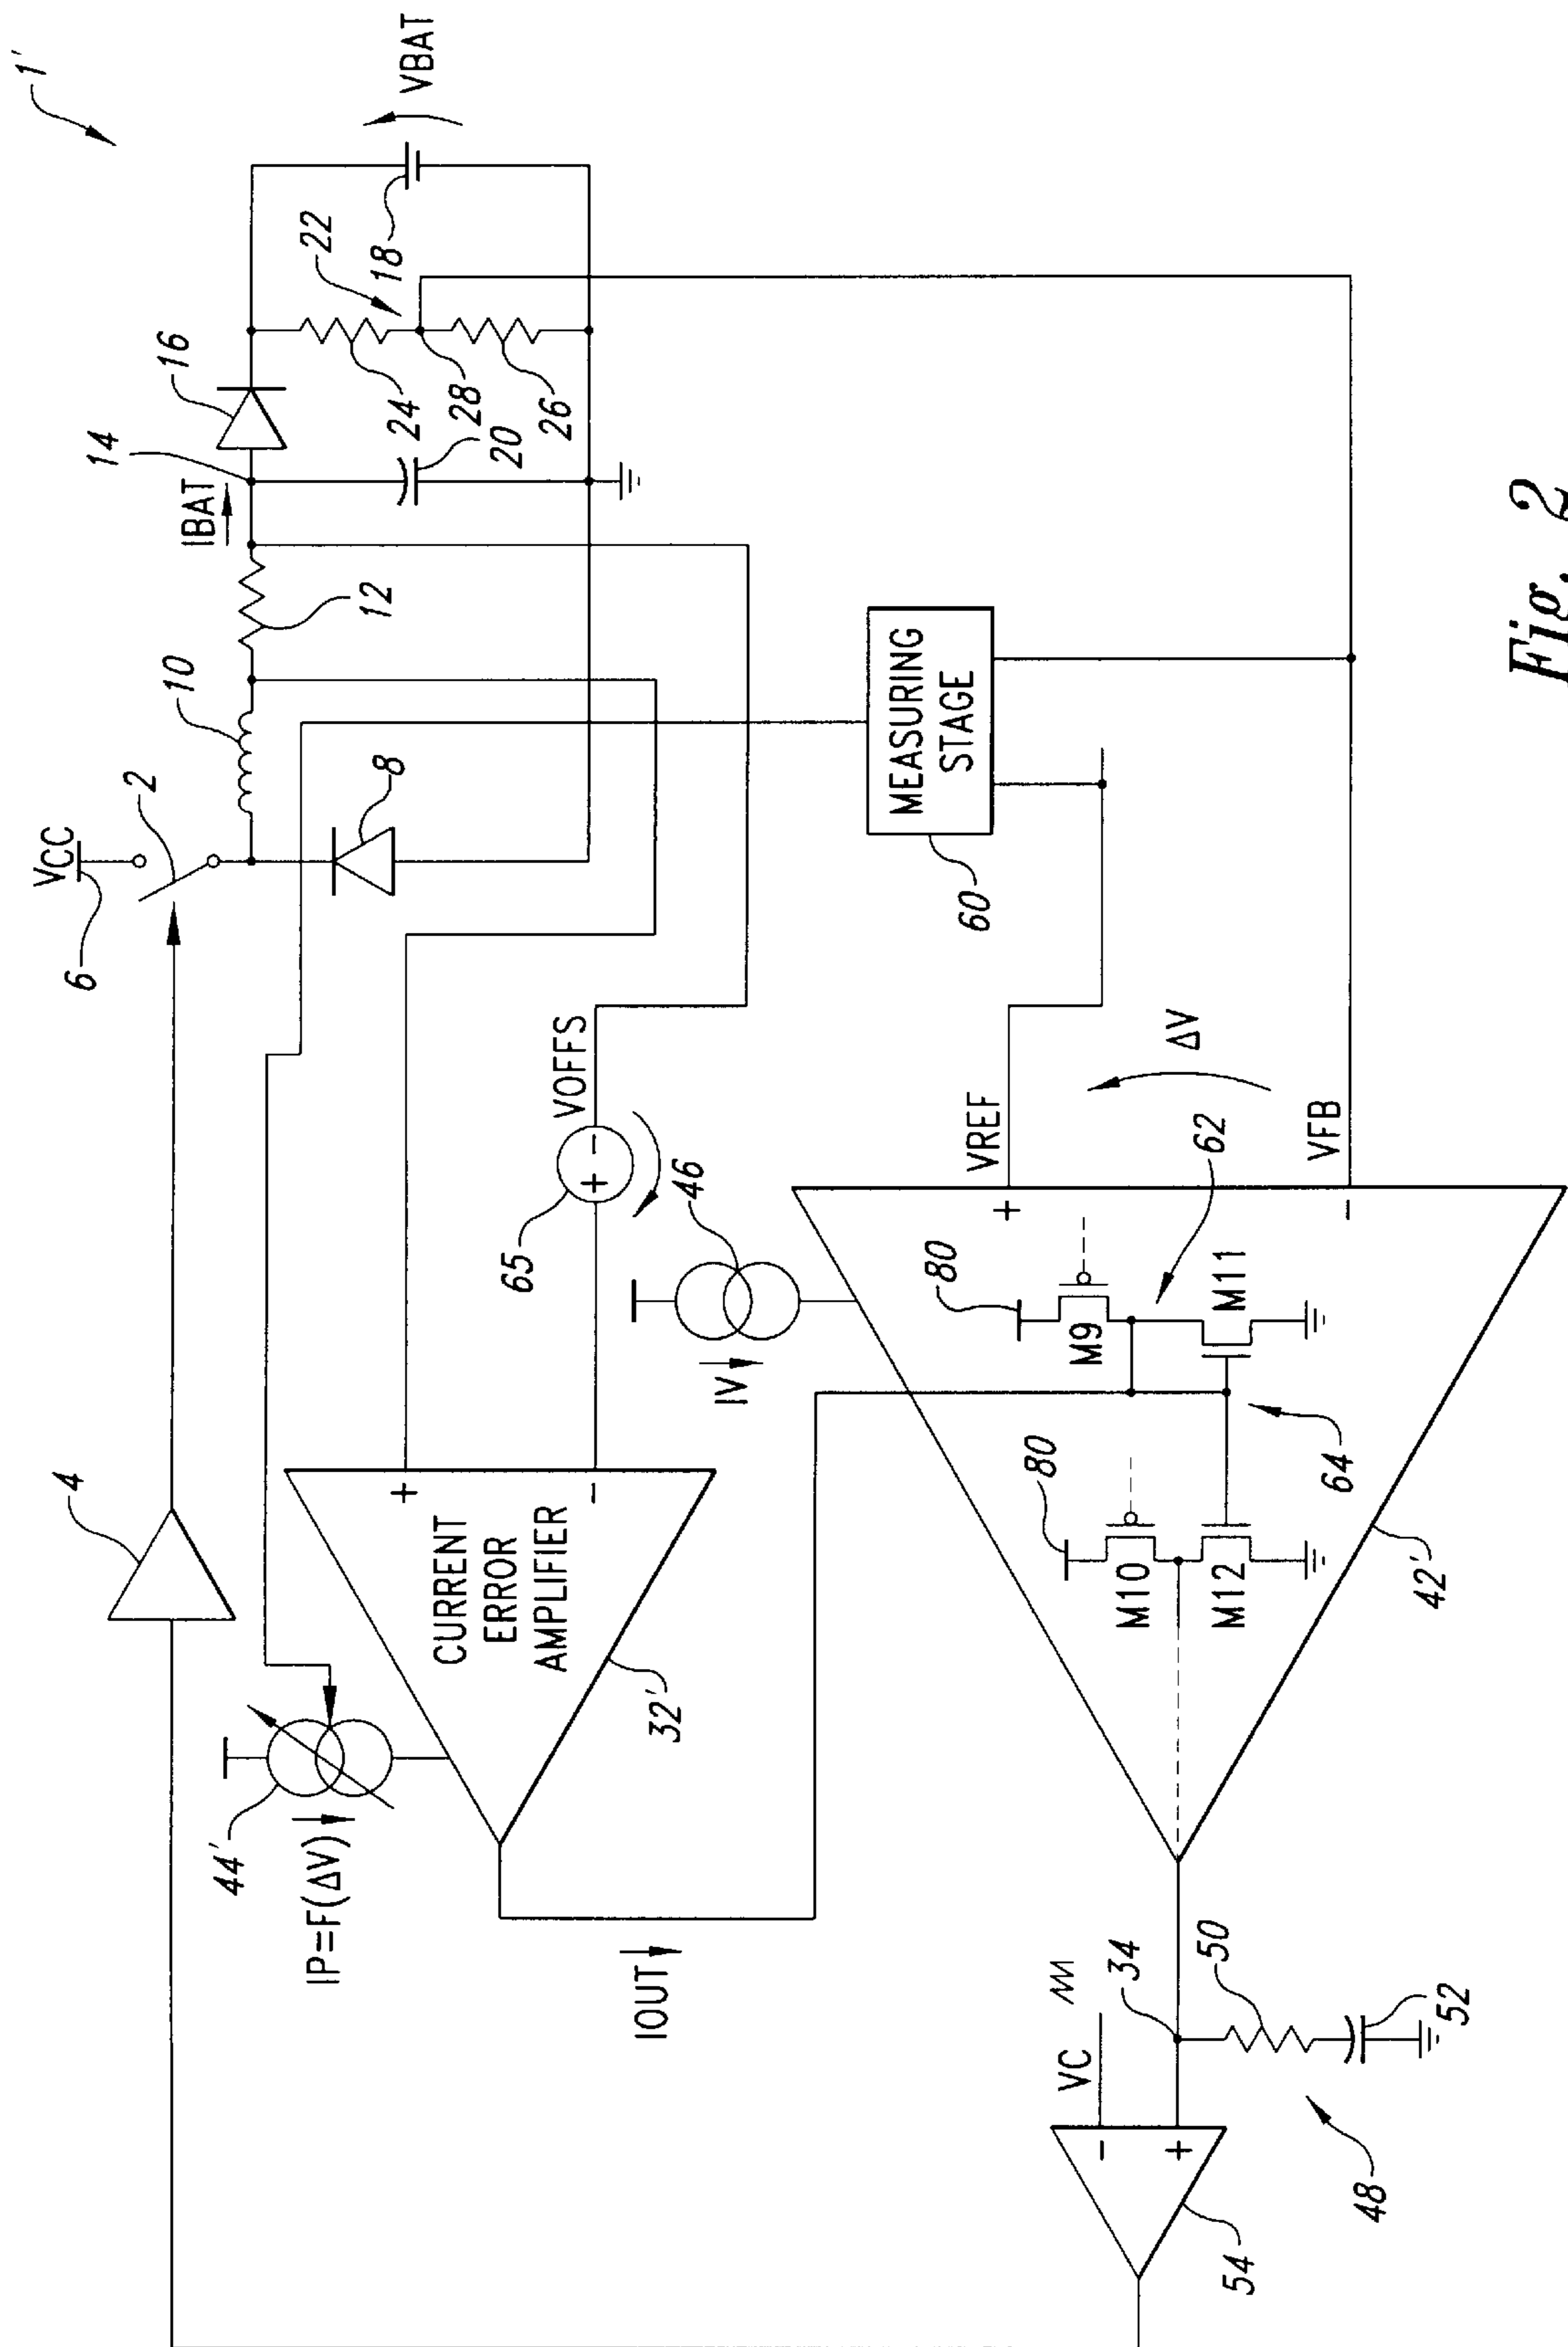 1'
VCC
6
2
10
8
12
IBAT
14
16
24
28
20
26
22
18
VBAT
4
44'
IP=F(ΔV)
CURRENT
ERROR
AMPLIFIER
+
-
32'
65
+ -
VOFFS
MEASURING
STAGE
60
IOUT
IV
46
VREF
ΔV
VFB
+
-
62
80
M9
M11
80
M10
M12
64
42'
VC
34
50
52
48
-
+
54
Fig. 2